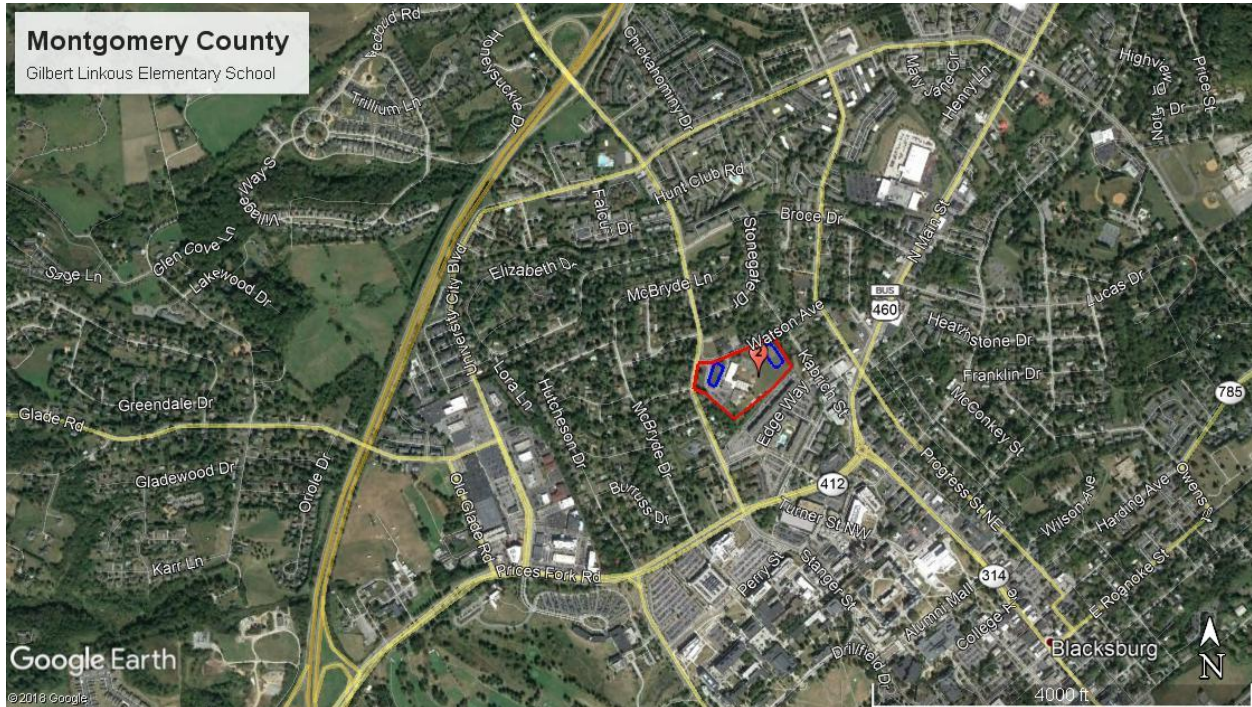 Montgomery County
Gilbert Linkous Elementary School
Redbud Rd
Honeysuckle Dr
Chickahominy Dr
Trillium Ln
May Jane Cir
Henry Ln
Highview Dr
Price St
North Dr
Village Way S
Hunt Club Rd
Falcun Dr
Broce Dr
N Main St
Glen Cove Ln
Sage Ln
Lakewood Dr
University City Blvd
Elizabeth Dr
McBryde Ln
Stonegate Dr
Lucas Dr
BUS
460
Watson Ave
Hearthstone Dr
2
Kabrich St
Franklin Dr
785
Lora Ln
Greendale Dr
Glade Rd
Hutcheson Dr
McBryde Dr
Edge Way
McConkey St
Gladewood Dr
Oriole Dr
Old Glade Rd
Burruss Dr
412
Turner St NW
Progress St NE
Wilson Ave
Harding Ave
Owens St
Karr Ln
Prices Fork Rd
Perry St
Stanger St
314
Alumni Mall
College Ave
E Roanoke St
Drillfield Dr
Blacksburg
N
Google Earth
© 2018 Google
4000 ft